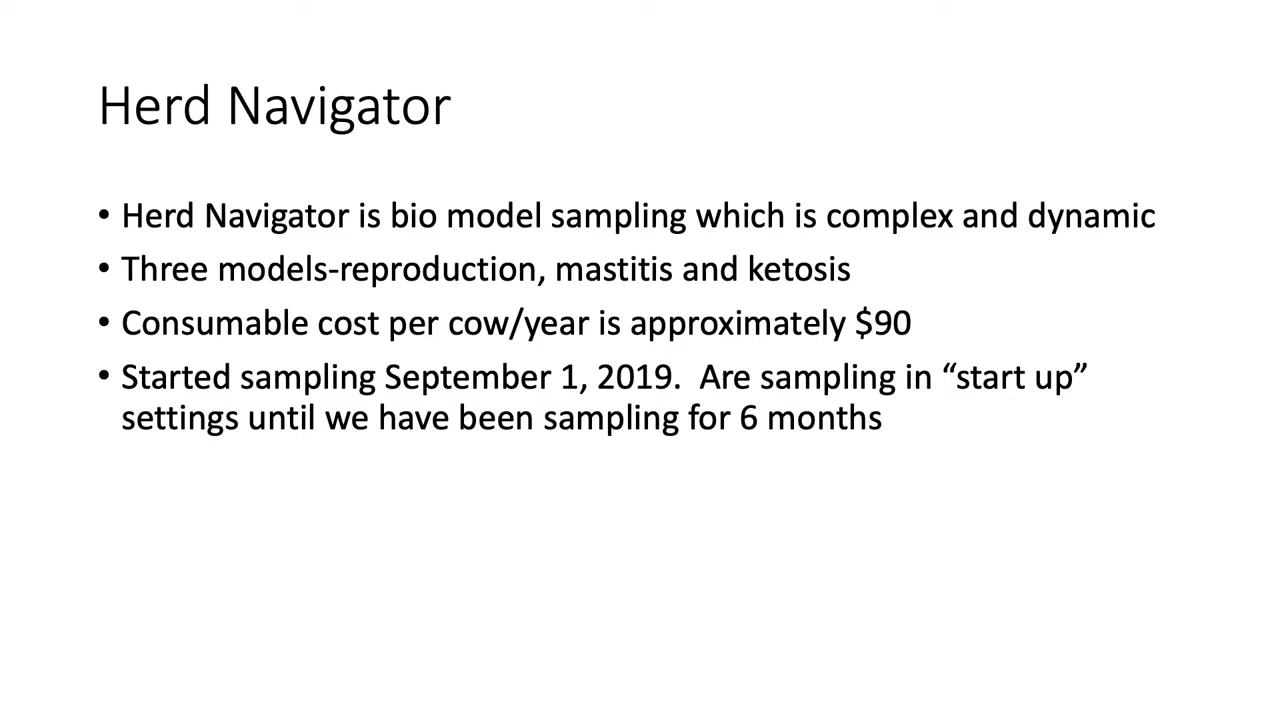 Herd Navigator
• Herd Navigator is bio model sampling which is complex and dynamic
• Three models-reproduction, mastitis and ketosis
• Consumable cost per cow/year is approximately $90
• Started sampling September 1, 2019.  Are sampling in “start up”
settings until we have been sampling for 6 months